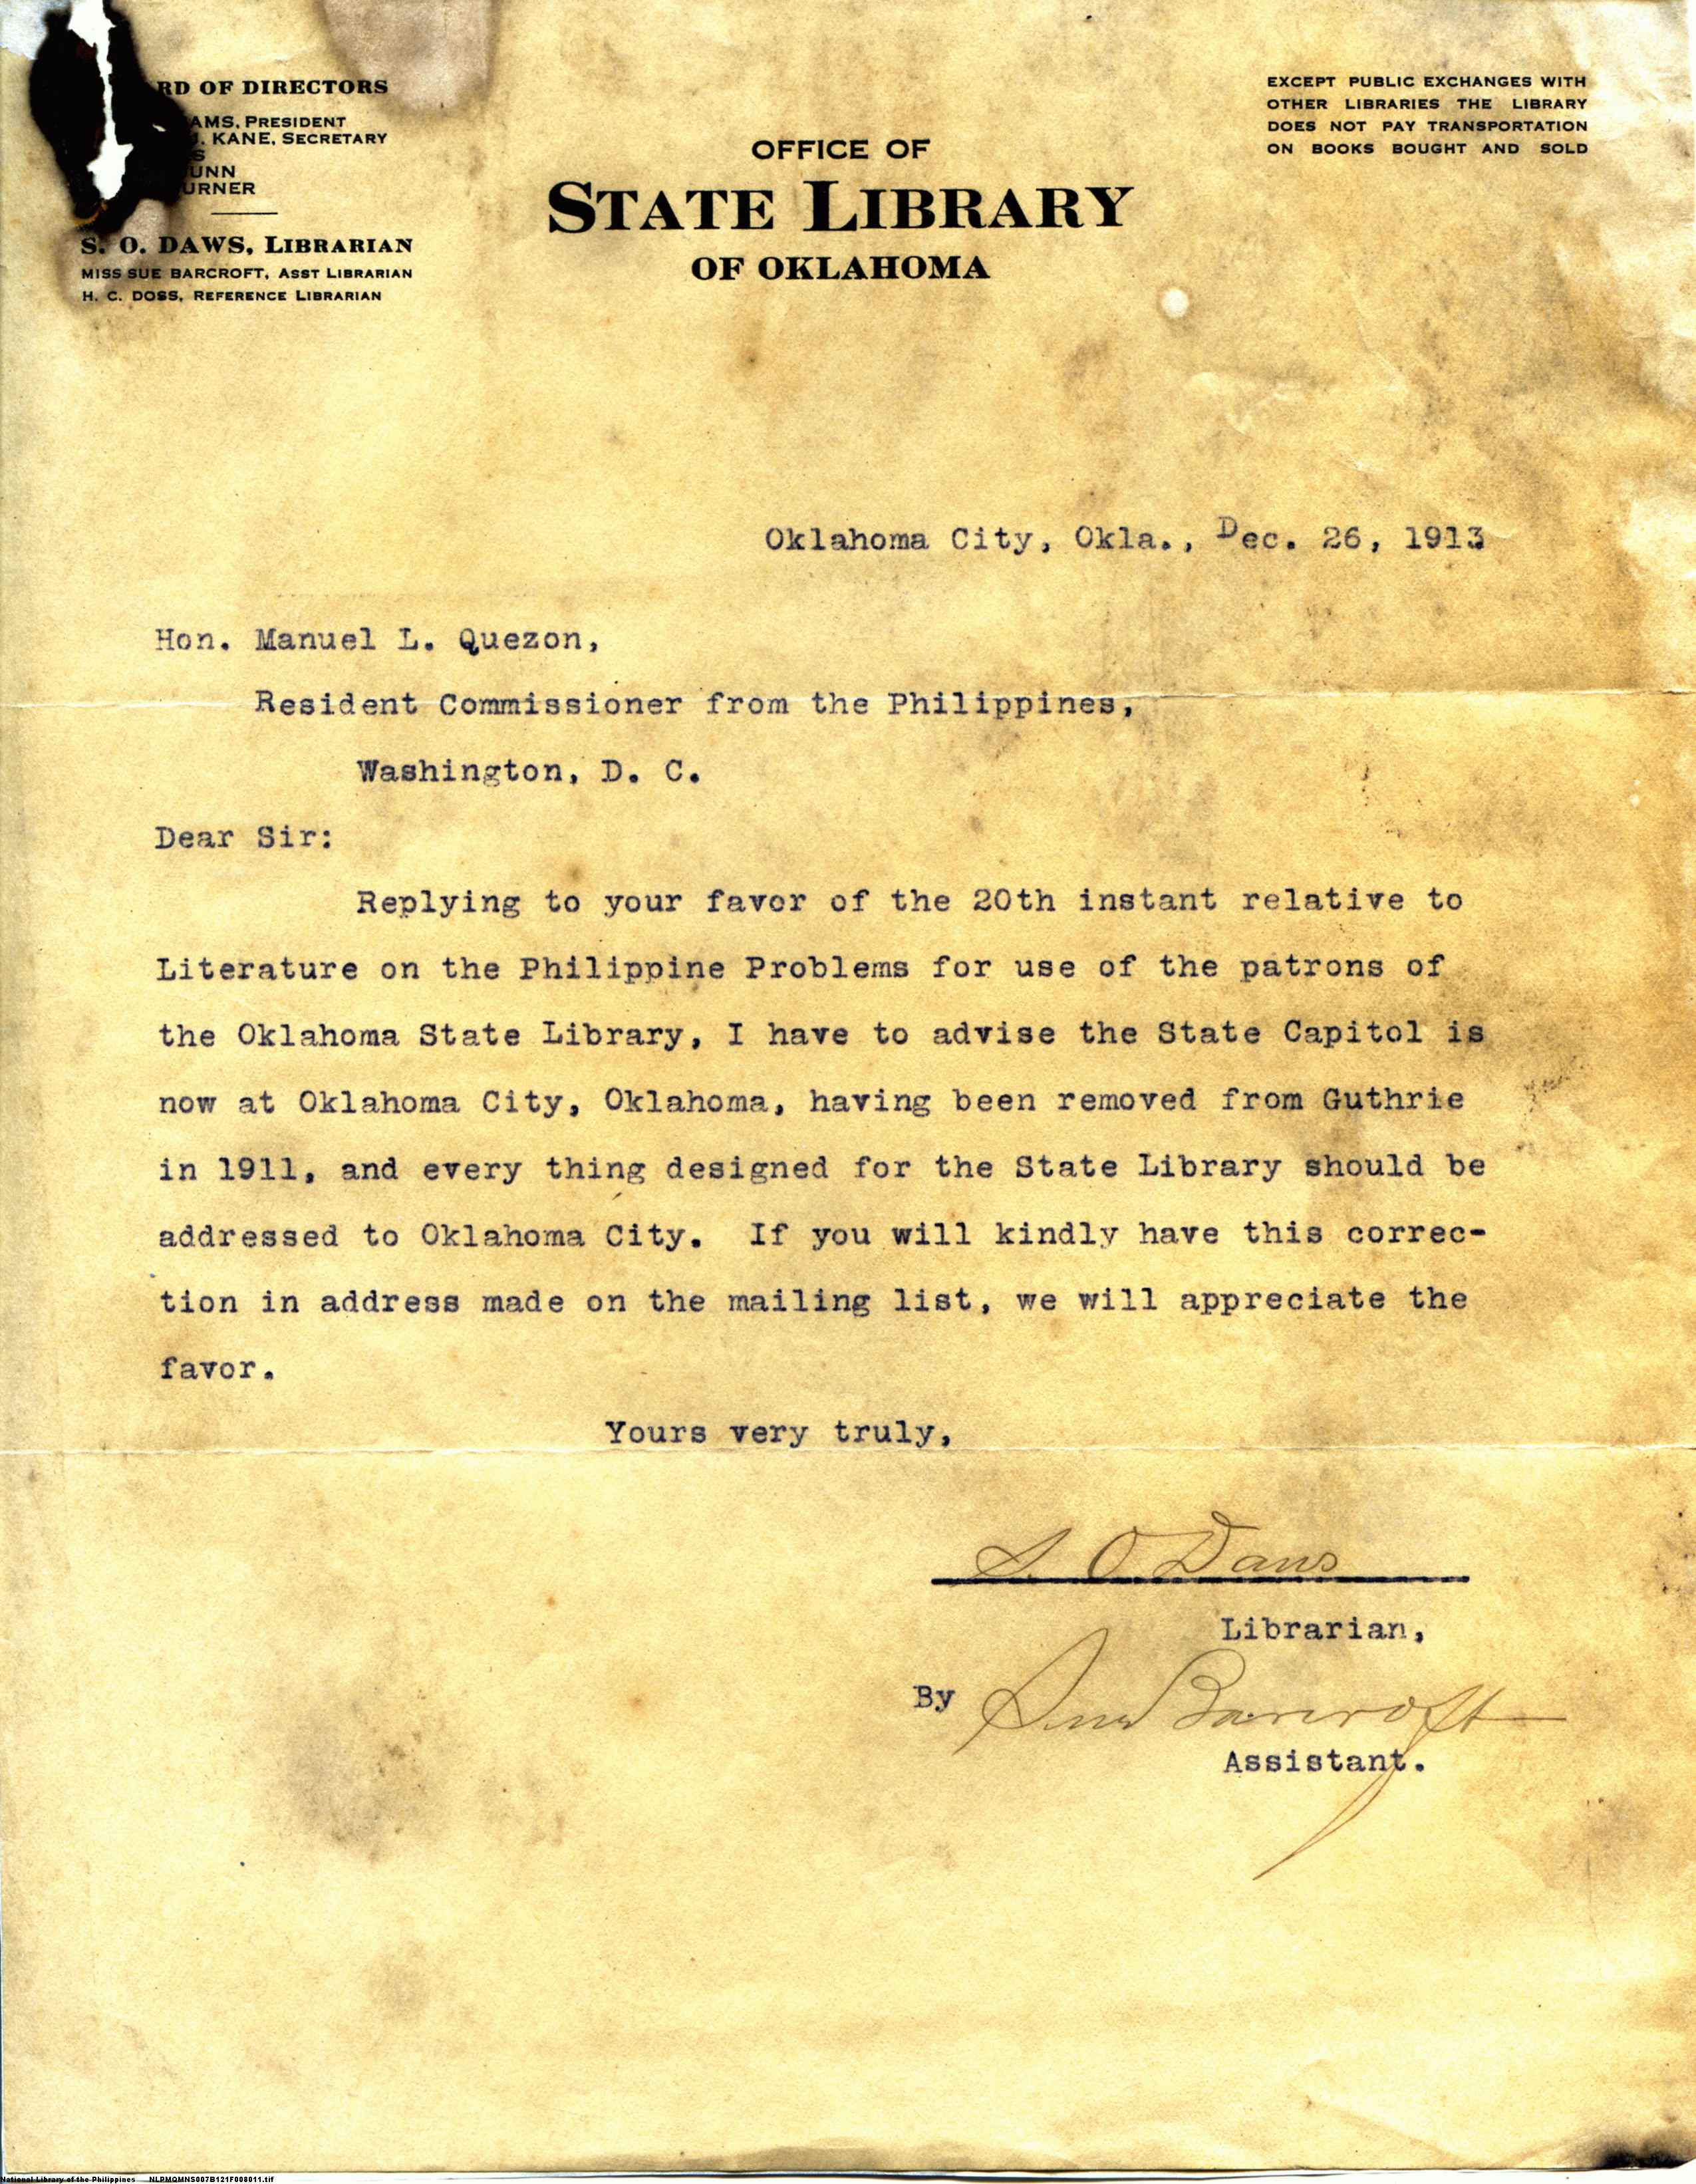 RD OF DIRECTORS
AMS, PRESIDENT
KANE, SECRETARY
S
UNN
URNER
S. O. DAWS, LIBRARIAN
MISS SUE BARCROFT, ASST LIBRARIAN
H. C. DOSS, REFERENCE LIBRARIAN
OFFICE OF
STATE LIBRARY
OF OKLAHOMA
EXCEPT PUBLIC EXCHANGES WITH
OTHER LIBRARIES THE LIBRARY
DOES NOT PAY TRANSPORTATION
ON BOOKS BOUGHT AND SOLD
Oklahoma City, Okla., Dec. 26, 1913
Hon. Manuel L. Quezon,
Resident Commissioner from the Philippines,
Washington, D. C.
Dear Sir:
Replying to your favor of the 20th instant relative to
Literature on the Philippine Problems for use of the patrons of
the Oklahoma State Library, I have to advise the State Capitol is
now at Oklahoma City, Oklahoma, having been removed from Guthrie
in 1911, and every thing designed for the State Library should be
addressed to Oklahoma City. If you will kindly have this correc-
tion in address made on the mailing list, we will appreciate the
favor.
Yours very truly,
S. O Daws
Librarian,
By Sue Barcroft
Assistant.
National Library of the Philippines NLPMQMNS007B121F008011.tif